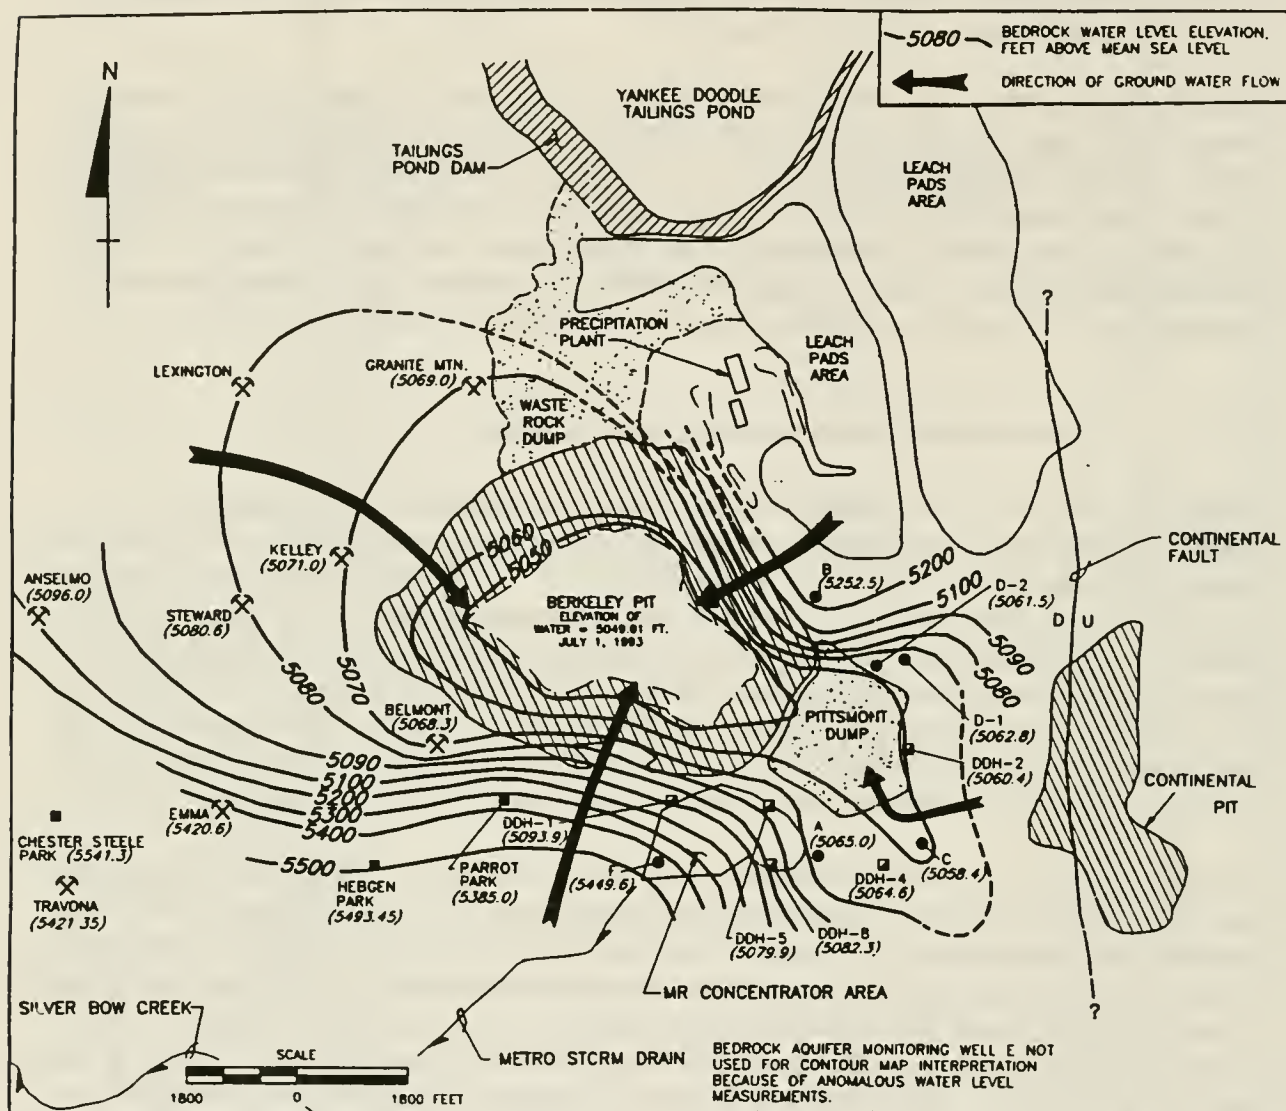 5080
BEDROCK WATER LEVEL ELEVATION,
FEET ABOVE MEAN SEA LEVEL
DIRECTION OF GROUND WATER FLOW
N
YANKEE DOODLE
TAILINGS POND
TAILINGS
POND DAM
LEACH
PADS
AREA
?
PRECIPITATION
PLANT
LEACH
PADS
AREA
LEXINGTON
GRANITE MTN.
(5069.0)
WASTE
ROCK
DUMP
5060
5050
KELLEY
(5071.0)
CONTINENTAL
FAULT
ANSELMO
(5096.0)
STEWARD
(5080.6)
BERKELEY PIT
ELEVATION OF
WATER = 5049.01 FT.
JULY 1, 1993
B
(5252.5)
5200
5100
D-2
(5061.5)
D U
5090
5080
5080
5070
BELMONT
(5068.3)
PITTSMONT
DUMP
D-1
(5062.8)
DDH-2
(5060.4)
5090
5100
5200
5300
5400
5500
EMMA
(5420.6)
CONTINENTAL
PIT
CHESTER STEELE
PARK (5541.3)
TRAVONA
(5421 35)
HEBGEN
PARK
(5493.45)
PARROT
PARK
(5385.0)
DDH-1
(5093.9)
F
(5449.6)
A
(5065.0)
DDH-4
(5064.6)
C
(5058.4)
DDH-5
(5079.9)
DDH-8
(5082.3)
MR CONCENTRATOR AREA
?
SILVER BOW CREEK
METRO STCRM DRAIN
SCALE
1800 0 1800 FEET
BEDROCK AQUIFER MONITORING WELL E NOT
USED FOR CONTOUR MAP INTERPRETATION
BECAUSE OF ANOMALOUS WATER LEVEL
MEASUREMENTS.